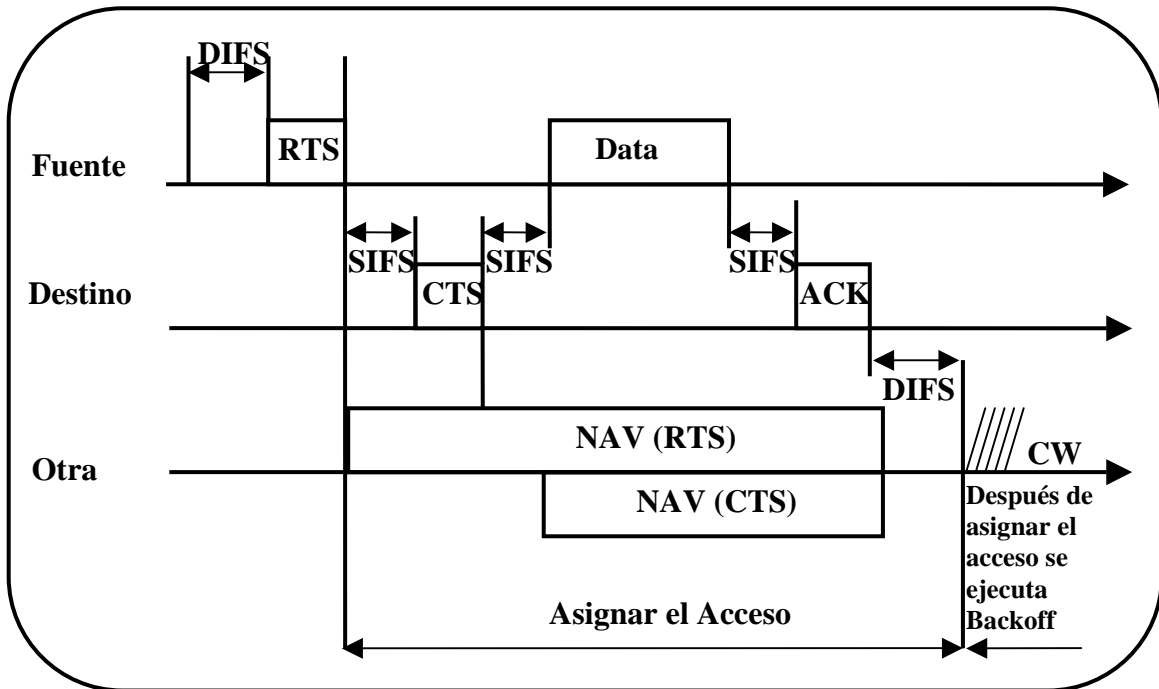 DIFS
RTS
Data
Fuente
SIFS
SIFS
SIFS
CTS
ACK
Destino
DIFS
NAV (RTS)
CW
Otra
NAV (CTS)
Después de
asignar el
acceso se
ejecuta
Backoff
Asignar el Acceso